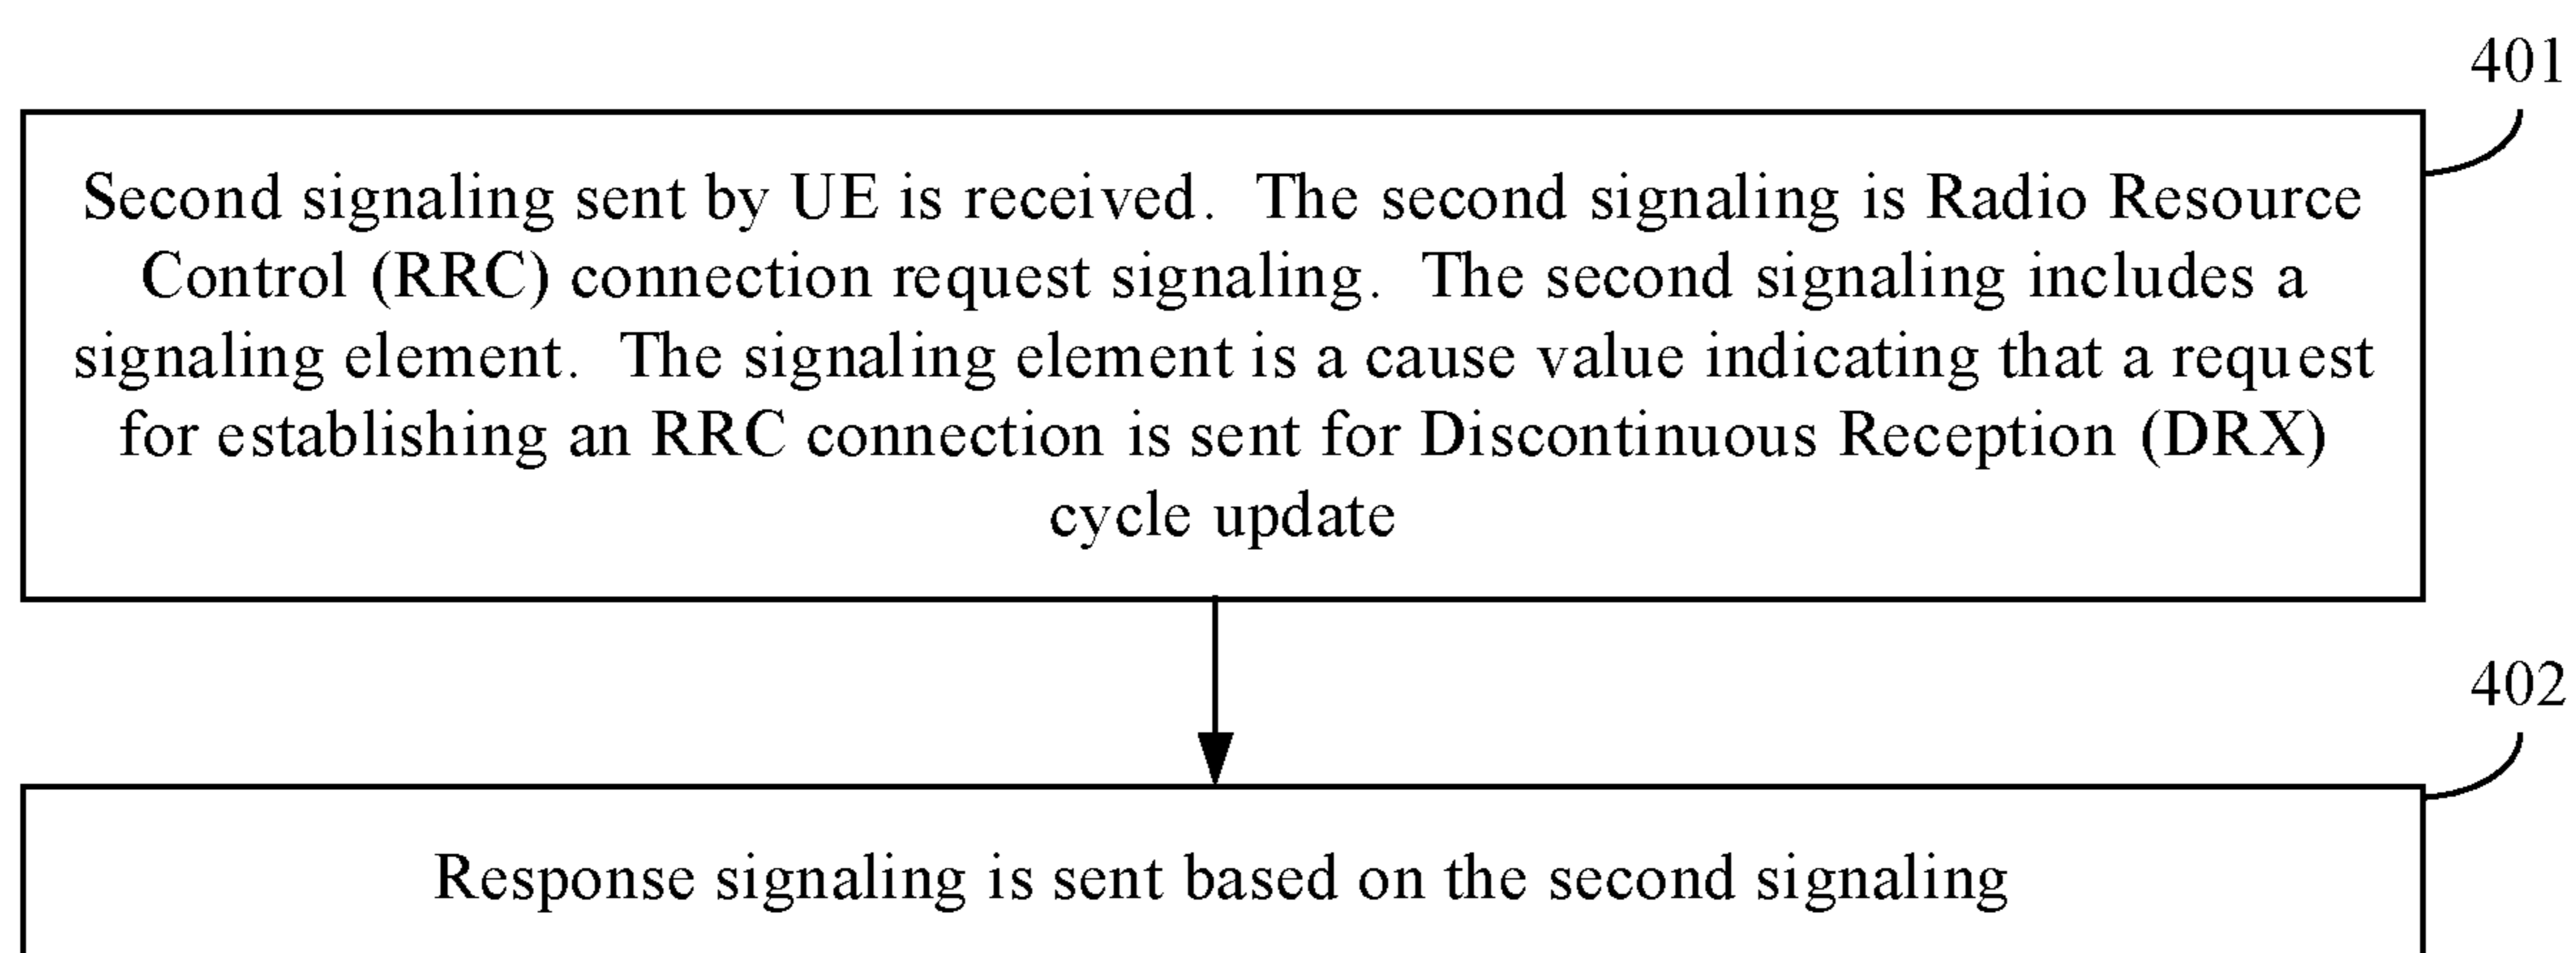 401
Second signaling sent by UE is received. The second signaling is Radio Resource
Control (RRC) connection request signaling. The second signaling includes a
signaling element. The signaling element is a cause value indicating that a request
for establishing an RRC connection is sent for Discontinuous Reception (DRX)
cycle update
402
Response signaling is sent based on the second signaling